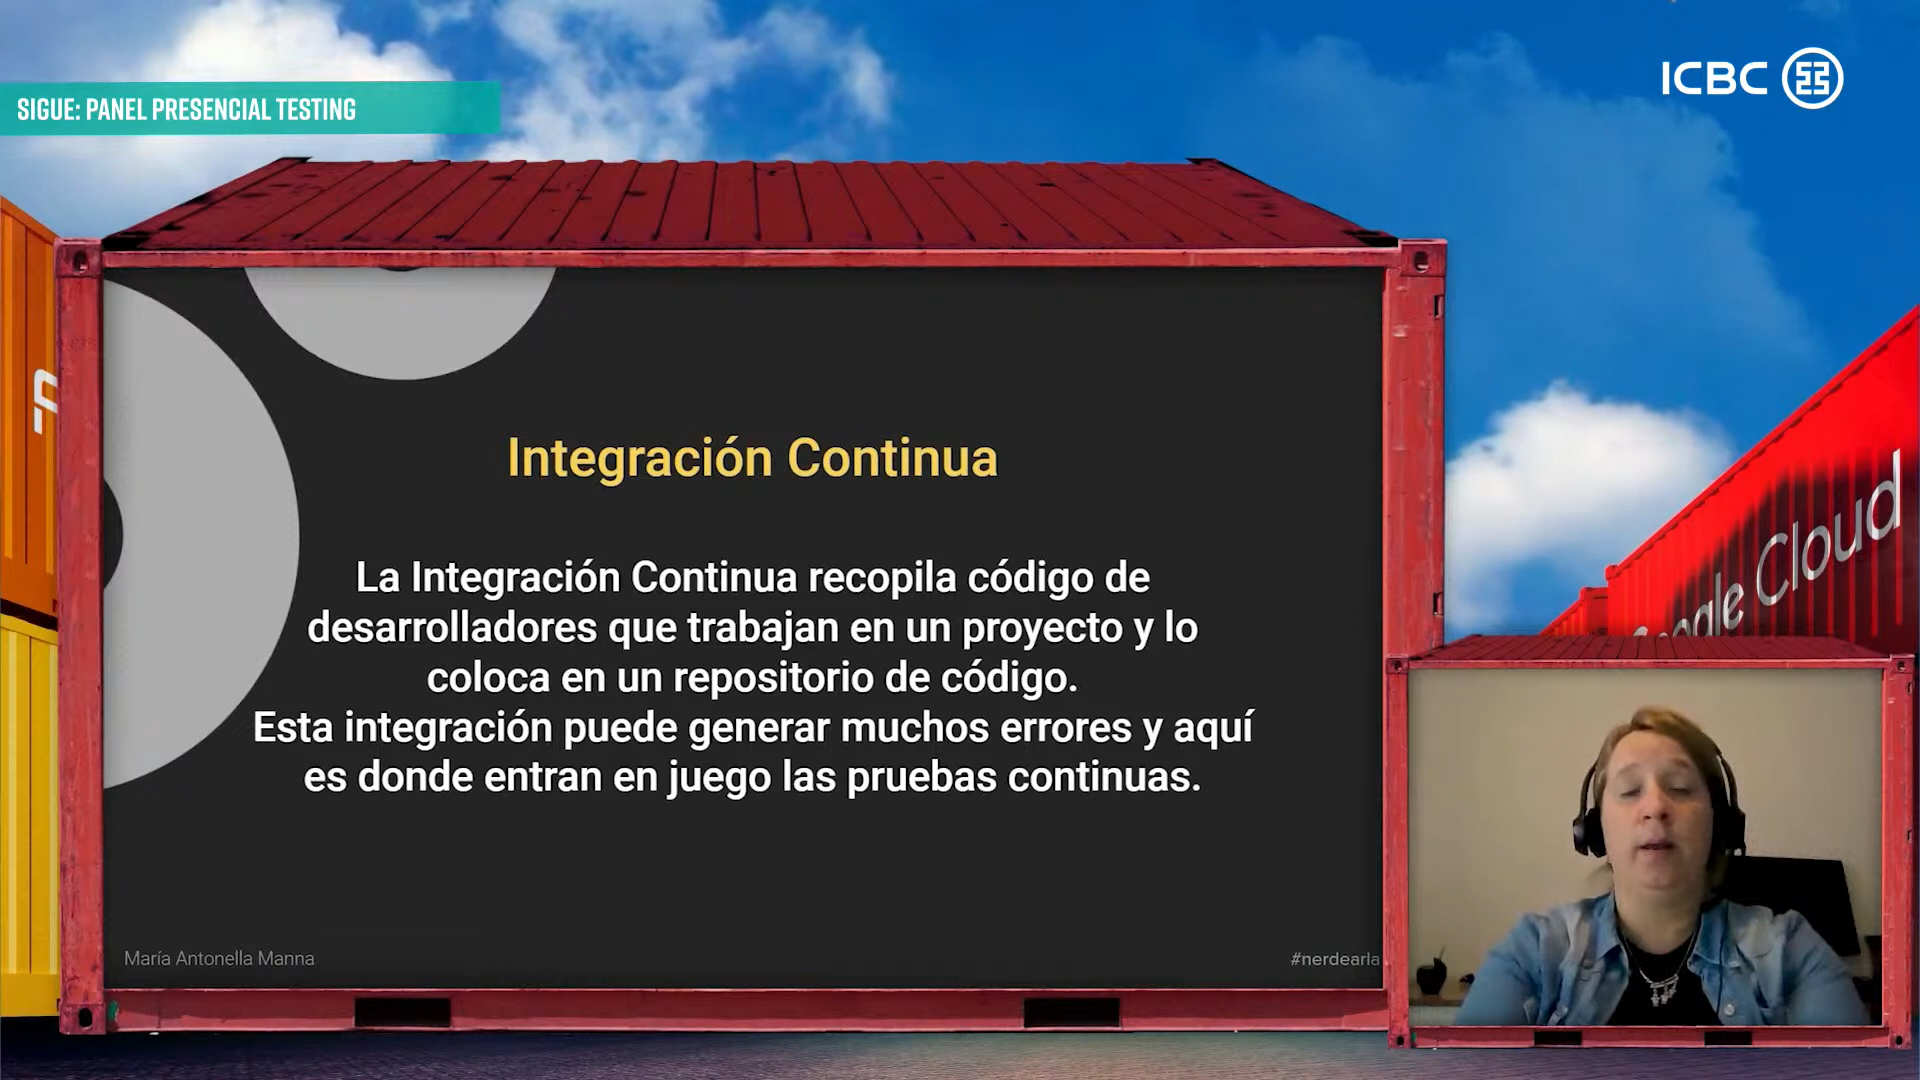 ICBC
SIGUE: PANEL PRESENCIAL TESTING
Integración Continua
La Integración Continua recopila código de
desarrolladores que trabajan en un proyecto y lo
coloca en un repositorio de código.
Esta integración puede generar muchos errores y aquí
es donde entran en juego las pruebas continuas.
María Antonella Manna
#nerdearla
Cloud